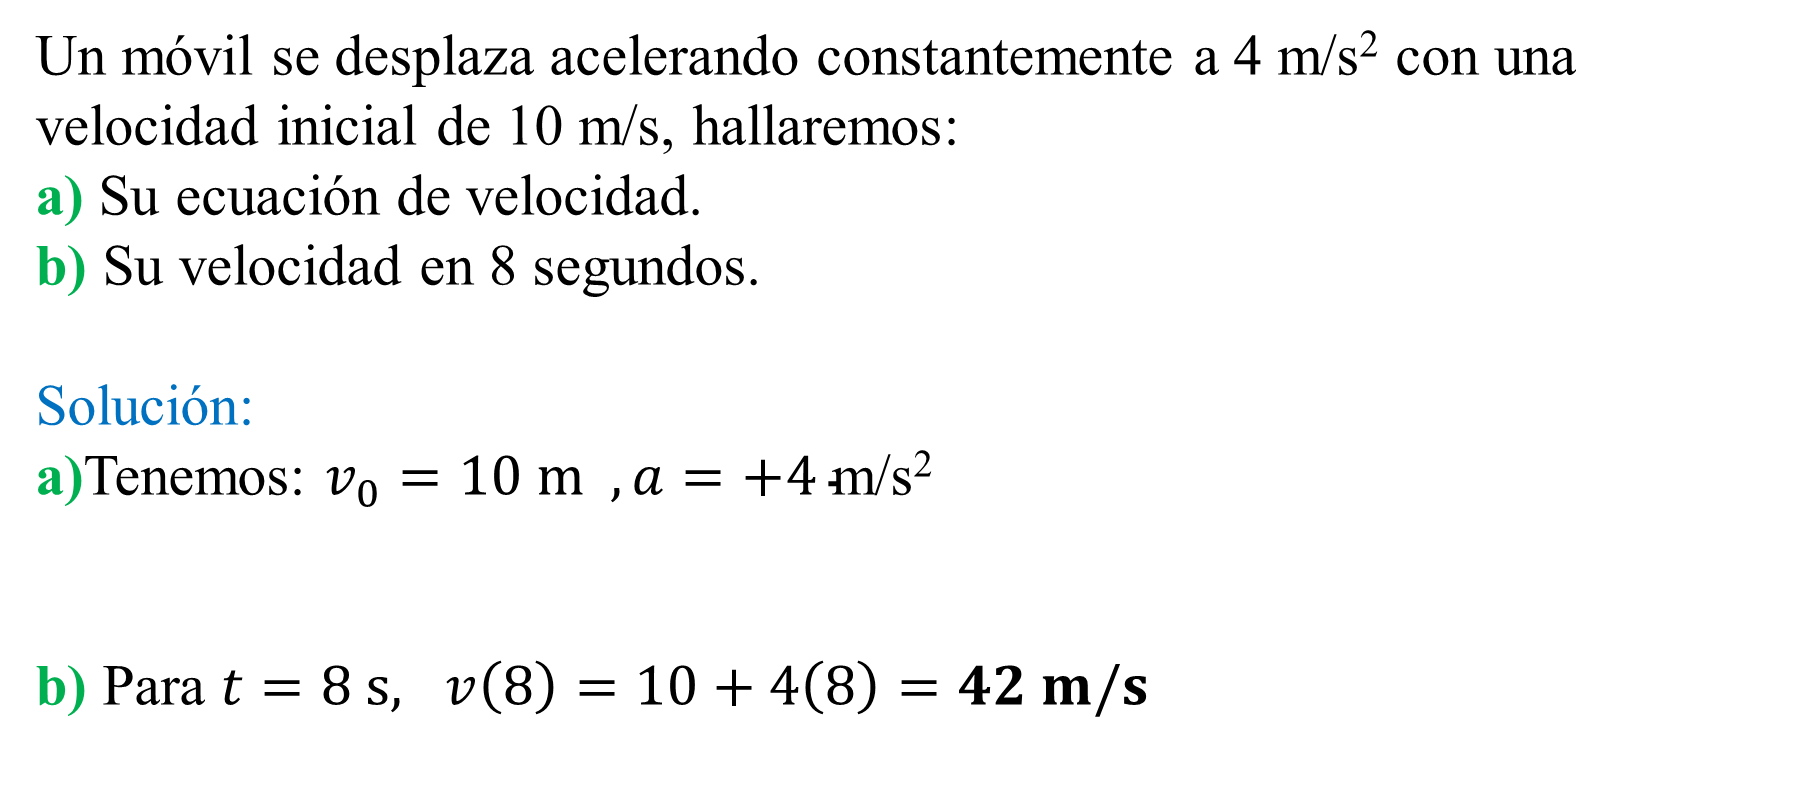 Un móvil se desplaza acelerando constantemente a 4 m/s² con una
velocidad inicial de 10 m/s, hallaremos:
a) Su ecuación de velocidad.
b) Su velocidad en 8 segundos.
Solución:
a)Tenemos: v₀ = 10 m , a = +4 m/s²
b) Para t = 8 s, v(8) = 10 + 4(8) = 42 m/s